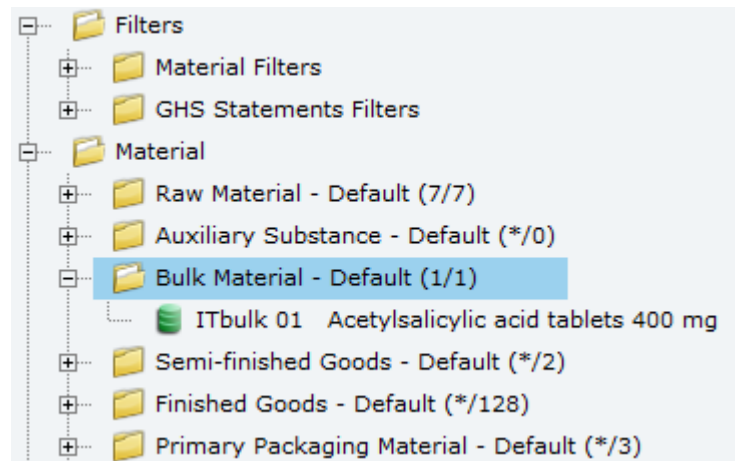 Filters
Material Filters
GHS Statements Filters
Material
Raw Material - Default (7/7)
Auxiliary Substance - Default (*/0)
Bulk Material - Default (1/1)
ITbulk 01 Acetylsalicylic acid tablets 400 mg
Semi-finished Goods - Default (*/2)
Finished Goods - Default (*/128)
Primary Packaging Material - Default (*/3)